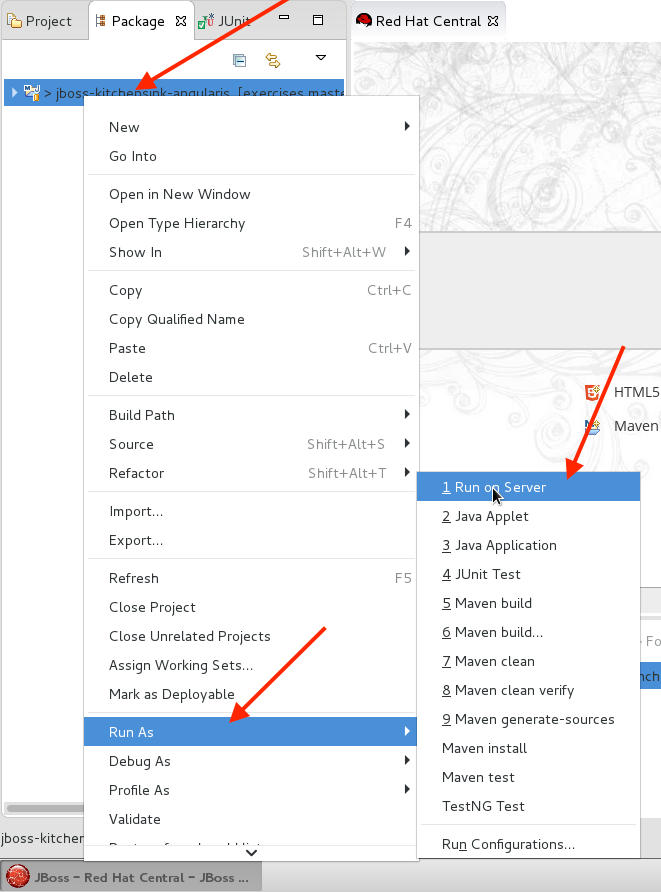 Project
Package
JUnit
Red Hat Central
> jboss-kitchensink-angularjs [exercises maste
New
Go Into
Open in New Window
Open Type Hierarchy F4
Show In Shift+Alt+W
Copy Ctrl+C
Copy Qualified Name
Paste Ctrl+V
Delete
Build Path
Source Shift+Alt+S
Refactor Shift+Alt+T
Import...
Export...
Refresh F5
Close Project
Close Unrelated Projects
Assign Working Sets...
Mark as Deployable
Run As
Debug As
Profile As
Validate
HTML5
Maven
1 Run on Server
2 Java Applet
3 Java Application
4 JUnit Test
5 Maven build
6 Maven build...
7 Maven clean
8 Maven clean verify
9 Maven generate-sources
Maven install
Maven test
TestNG Test
Run Configurations...
Fo
nch
jboss-kitchen
JBoss – Red Hat Central – JBoss ...